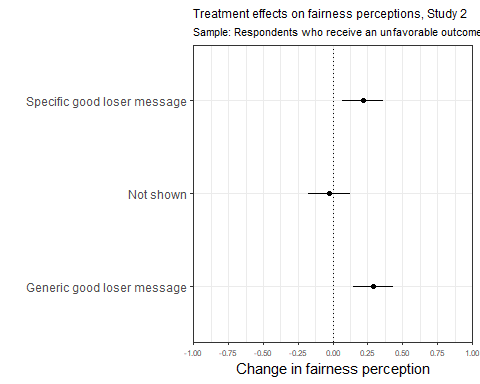 Treatment effects on fairness perceptions, Study 2
Sample: Respondents who receive an unfavorable outcome
Specific good loser message
Not shown
Generic good loser message
-1.00 -0.75 -0.50 -0.25 0.00 0.25 0.50 0.75 1.00
Change in fairness perception